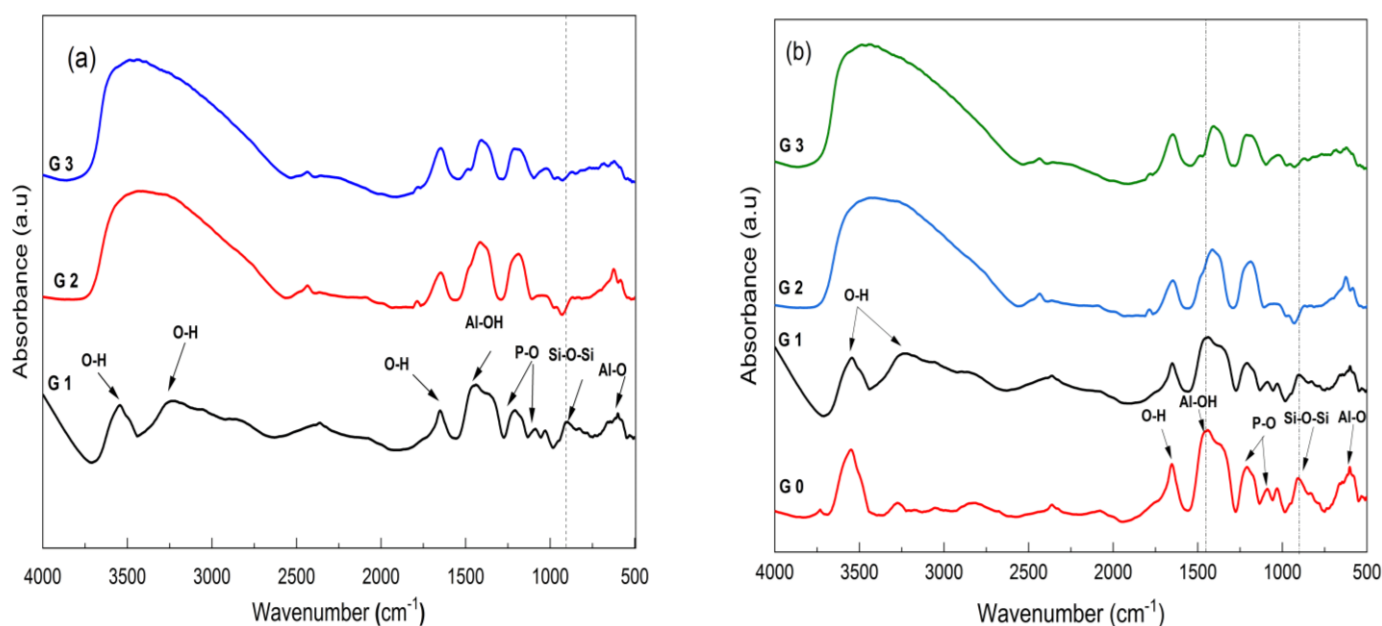 (a)
G 3
G 2
G 1
O-H
O-H
O-H
Al-OH
P-O
Si-O-Si
Al-O
Absorbance (a.u)
4000 3500 3000 2500 2000 1500 1000 500
Wavenumber (cm-1)
(b)
G 3
G 2
G 1
G 0
O-H
O-H
Al-OH
P-O
Si-O-Si
Al-O
Absorbance (a.u)
4000 3500 3000 2500 2000 1500 1000 500
Wavenumber (cm-1)